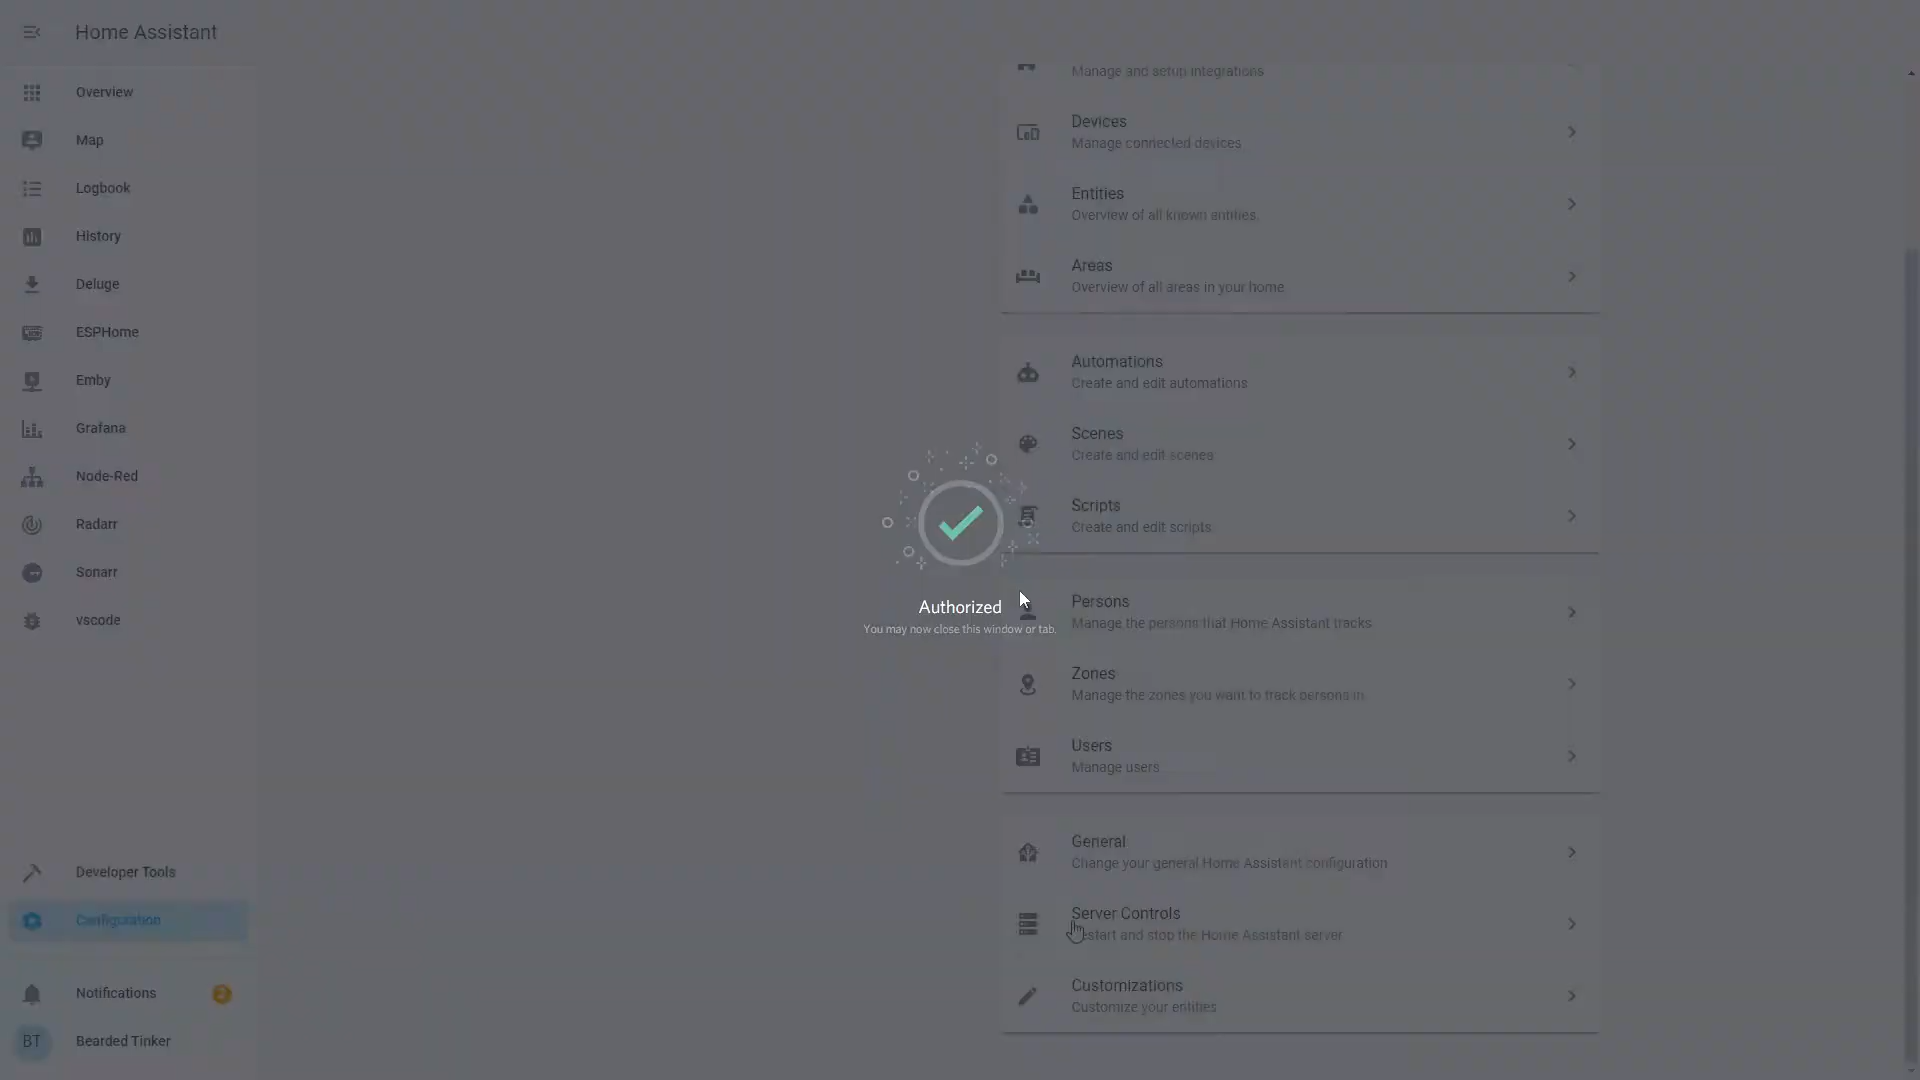 Home Assistant
Overview
Map
Logbook
History
Deluge
ESPHome
Emby
Grafana
Node-Red
Radarr
Sonarr
vscode
Developer Tools
Configuration
Notifications
2
BT
Bearded Tinker
Manage and setup integrations
Devices
Manage connected devices
Entities
Overview of all known entities
Areas
Overview of all areas in your home
Automations
Create and edit automations
Scenes
Create and edit scenes
Scripts
Create and edit scripts
Authorized
You may now close this window or tab.
Persons
Manage the persons that Home Assistant tracks
Zones
Manage the zones you want to track persons in
Users
Manage users
General
Change your general Home Assistant configuration
Server Controls
Restart and stop the Home Assistant server
Customizations
Customize your entities